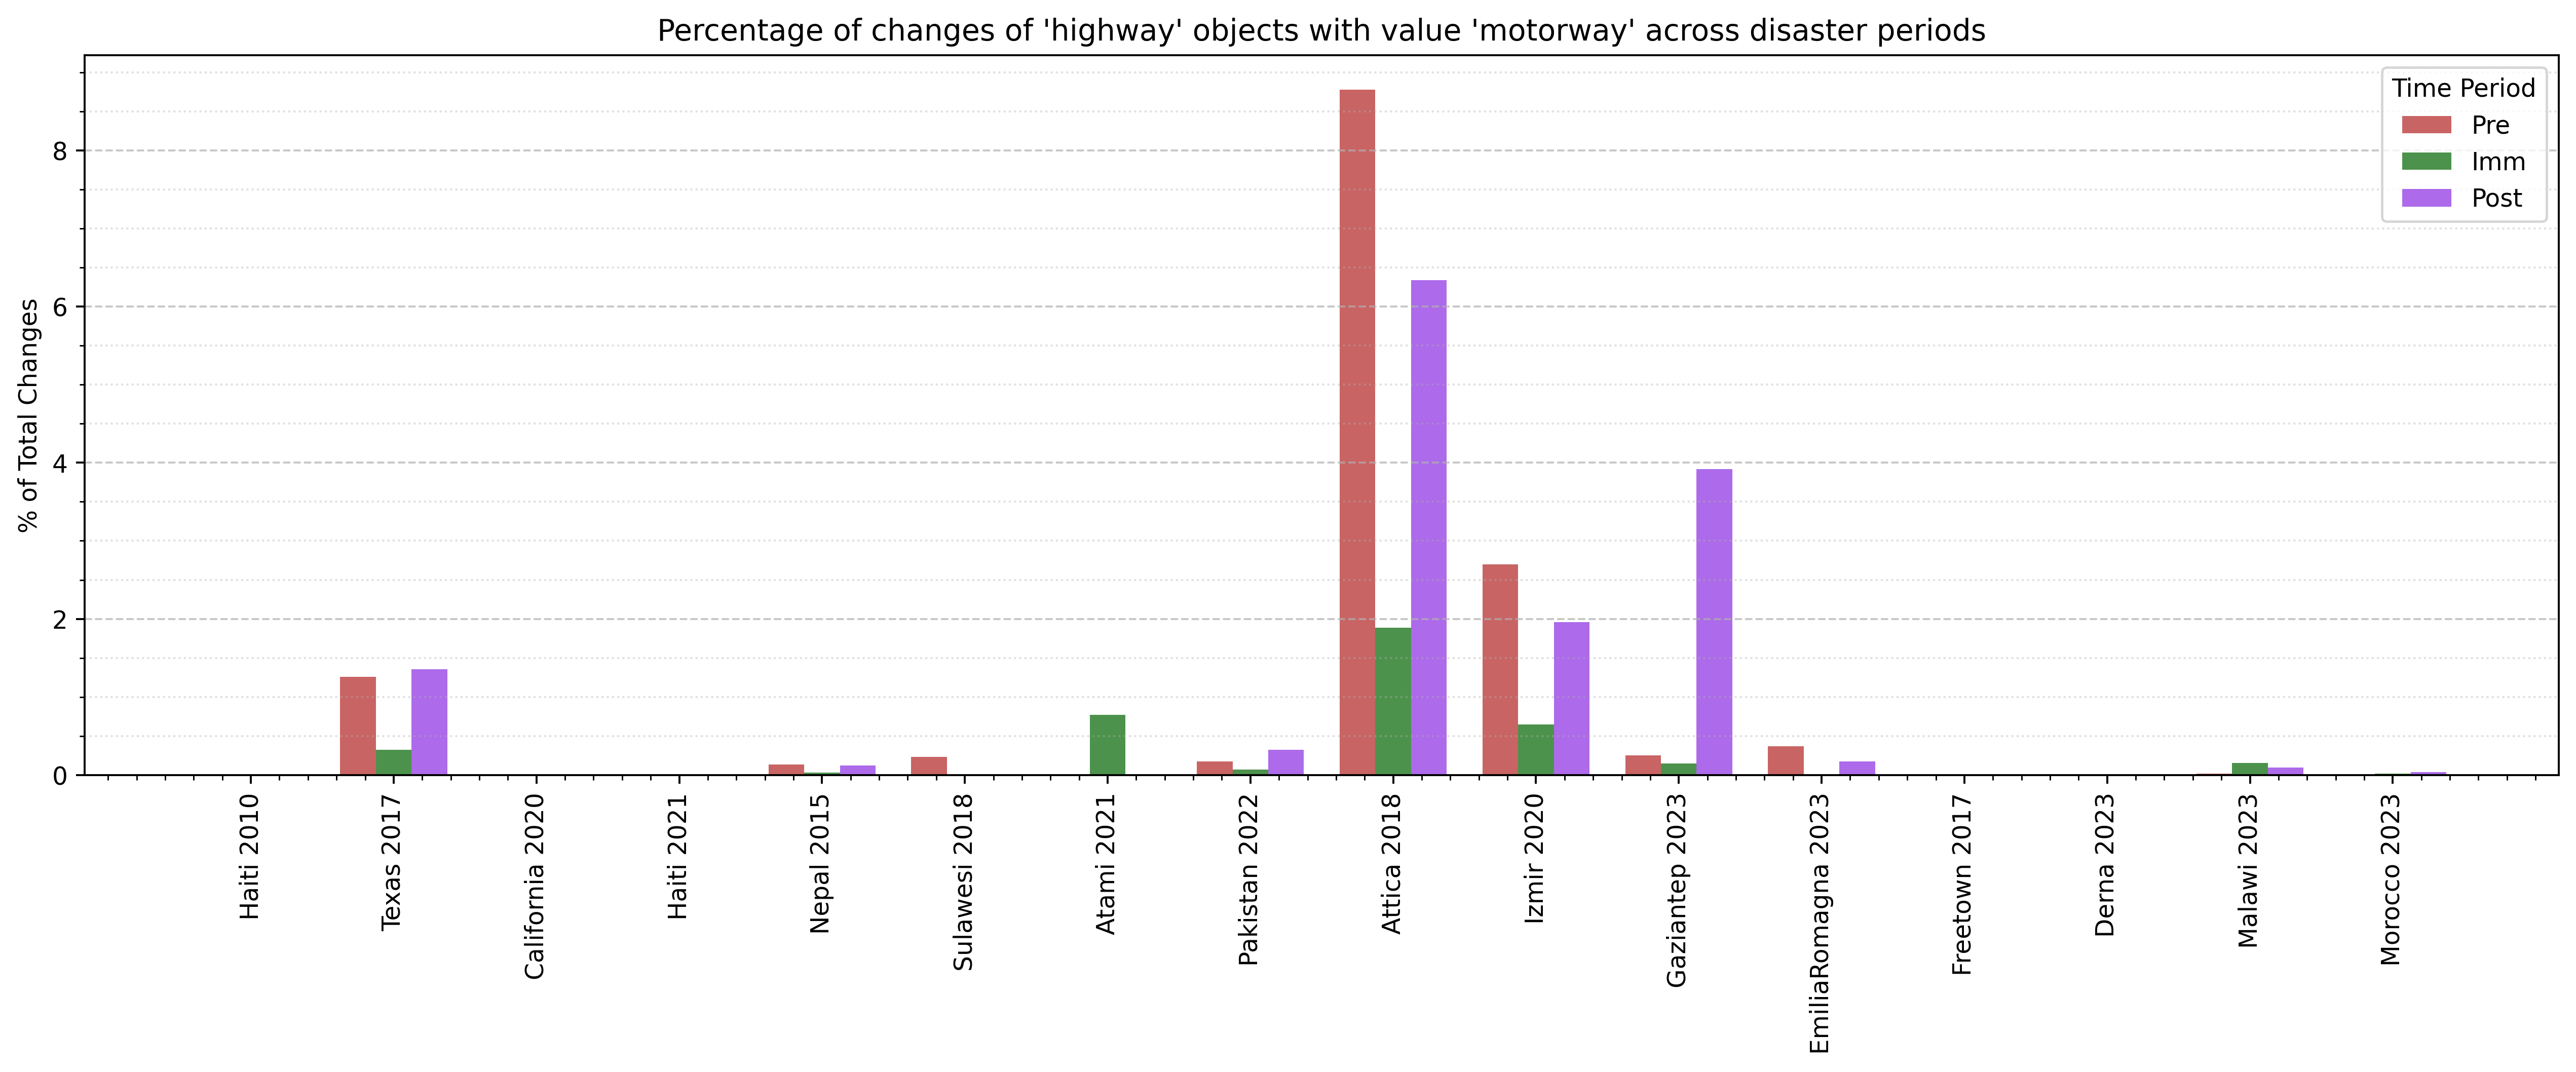 Percentage of changes of 'highway' objects with value 'motorway' across disaster periods
% of Total Changes
8
6
4
2
0
Time Period
Pre
Imm
Post
Haiti 2010
Texas 2017
California 2020
Haiti 2021
Nepal 2015
Sulawesi 2018
Atami 2021
Pakistan 2022
Attica 2018
Izmir 2020
Gaziantep 2023
EmiliaRomagna 2023
Freetown 2017
Derna 2023
Malawi 2023
Morocco 2023